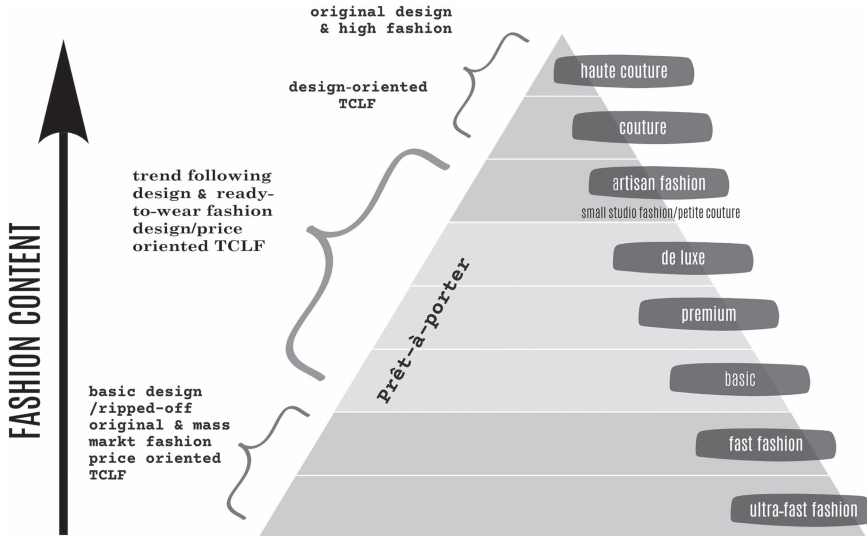 original design
& high fashion
design-oriented
TCLF
trend following
design & ready-
to-wear fashion
design/price
oriented TCLF
basic design
/ripped-off
original & mass
markt fashion
price oriented
TCLF
FASHION CONTENT
Prêt-à-porter
haute couture
couture
artisan fashion
small studio fashion/petite couture
de luxe
premium
basic
fast fashion
ultra-fast fashion